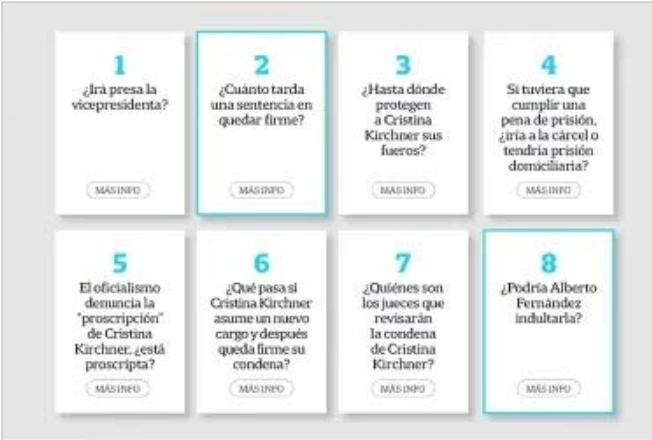 1
¿Irá presa la
vicepresidenta?
MÁS INFO
2
¿Cuánto tarda
una sentencia en
quedar firme?
MÁS INFO
3
¿Hasta dónde
protegen
a Cristina
Kirchner sus
fueros?
MÁS INFO
4
Si tuviera que
cumplir una
pena de prisión,
¿iría a la cárcel o
tendría prisión
domiciliaria?
MÁS INFO
5
El oficialismo
denuncia la
"proscripción"
de Cristina
Kirchner, ¿está
proscripta?
MÁS INFO
6
¿Qué pasa si
Cristina Kirchner
asume un nuevo
cargo y después
queda firme su
condena?
MÁS INFO
7
¿Quiénes son
los jueces que
revisarán
la condena
de Cristina
Kirchner?
MÁS INFO
8
¿Podría Alberto
Fernández
indultarla?
MÁS INFO